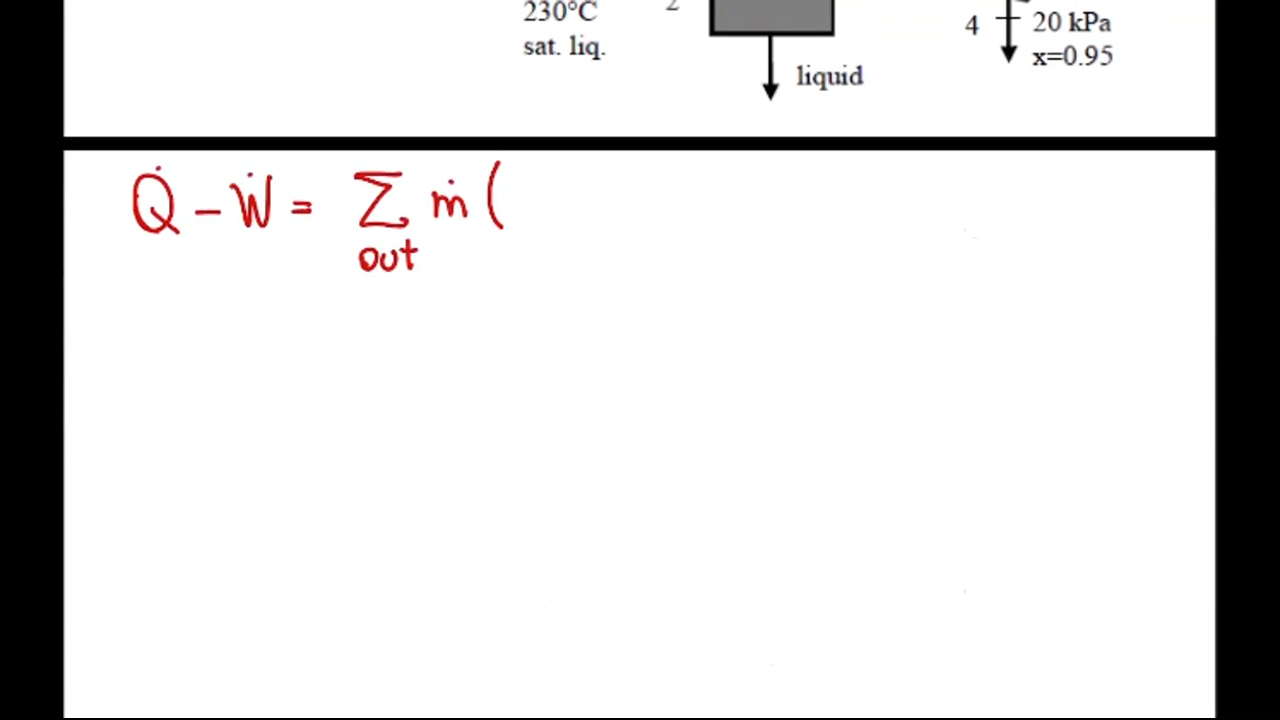 230°C
sat. liq.
2
liquid
4
20 kPa
x=0.95
Q̇ - Ẇ = Σ ṁ (
out